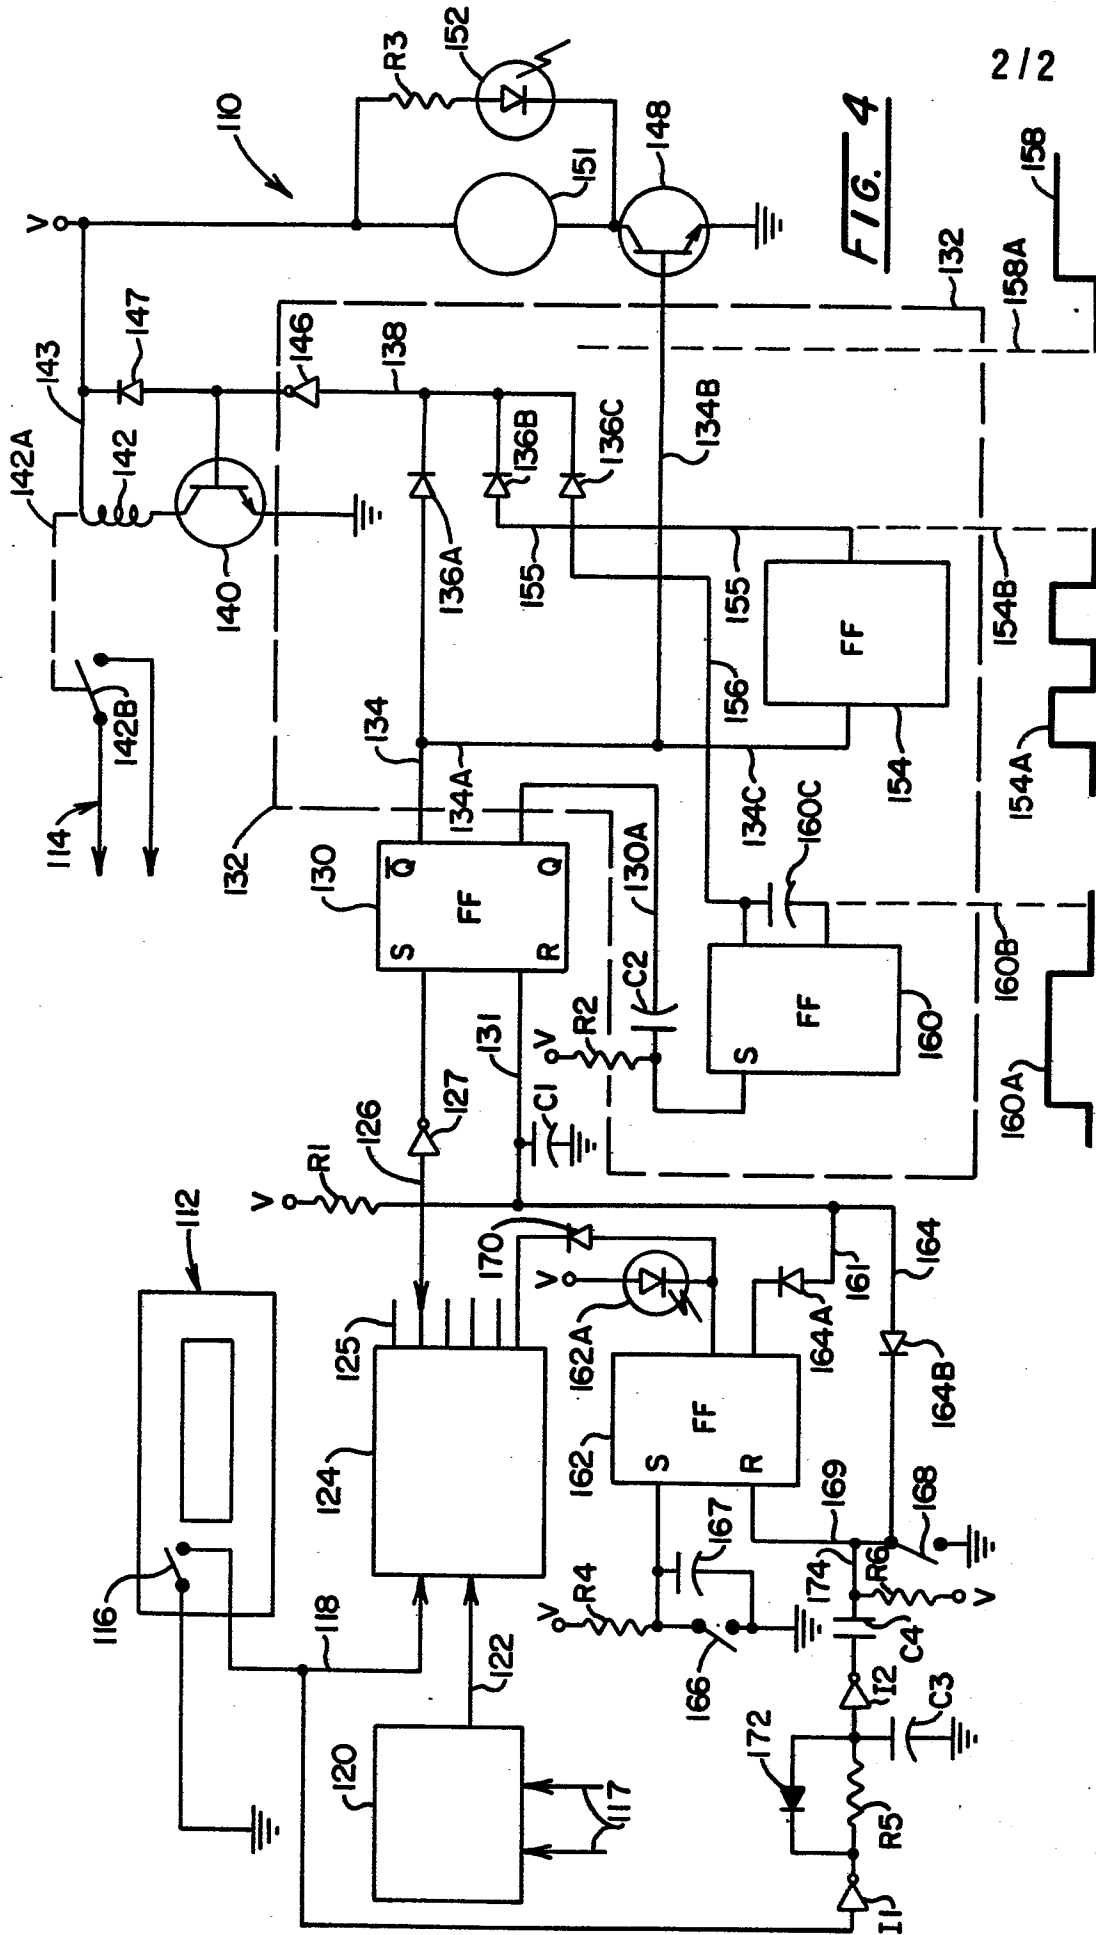 2/2
FIG. 4
110
V
143
142A
142
147
146
138
140
142B
114
132
134
134A
136A
136B
136C
155
155
156
134B
134C
R3
152
151
148
132
158A
158
130
S
Q̅
FF
R
Q
130A
C2
R2
V
131
C1
127
126
R1
V
112
116
118
120
122
117
124
125
170
V
162A
162
S
FF
R
164A
161
164
164B
168
169
174
R6
V
C4
I2
C3
172
R5
I1
R4
V
167
166
FF
154
154A
154B
160C
S
FF
160
160A
160B